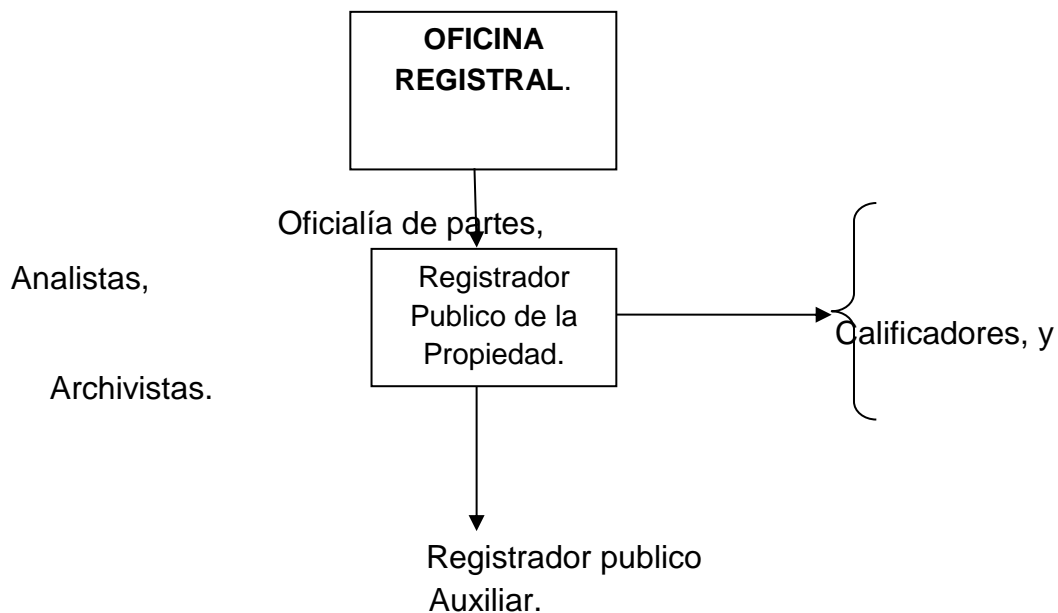 OFICINA
REGISTRAL.
Oficialía de partes,
Analistas,
Registrador
Publico de la
Propiedad.
Calificadores, y
Archivistas.
Registrador publico
Auxiliar.